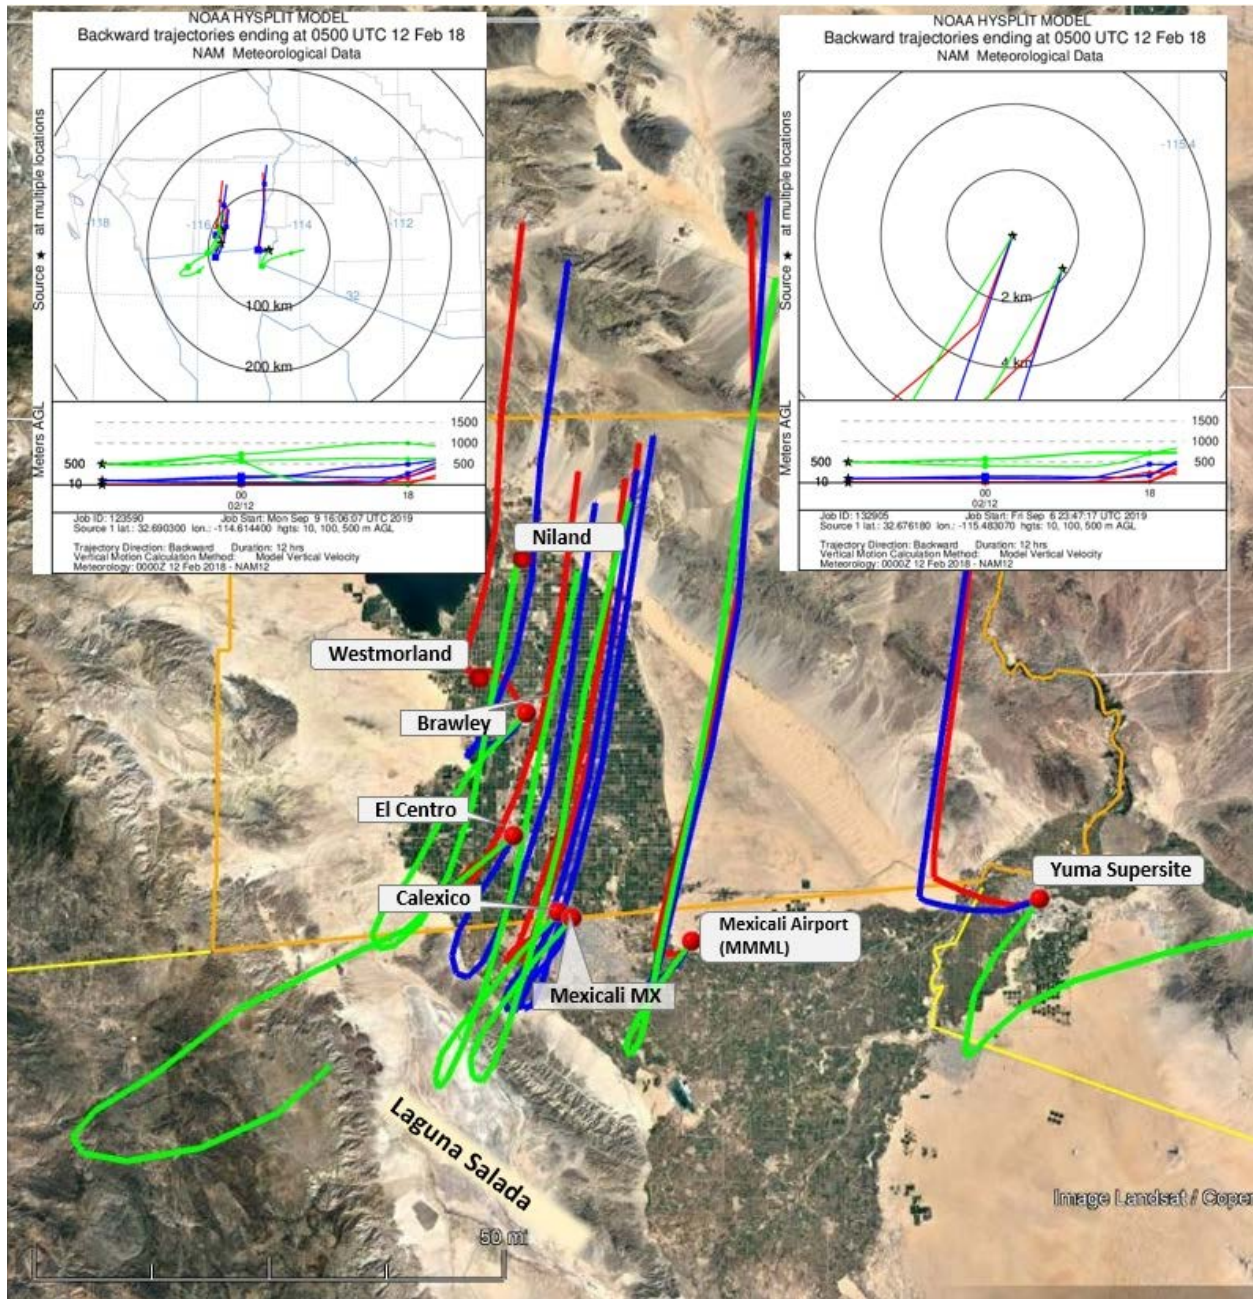 NOAA HYSPLIT MODEL
Backward trajectories ending at 0500 UTC 12 Feb 18
NAM Meteorological Data
Source ★ at multiple locations
-118
-116
-114
-112
34
32
100 km
200 km
Meters AGL
1500
1000
500
500
10
00
18
02/12
Job ID: 123590 Job Start: Mon Sep 9 16:06:07 UTC 2019
Source 1 lat.: 32.690300 lon.: -114.614400 hgts: 10, 100, 500 m AGL
Trajectory Direction: Backward Duration: 12 hrs
Vertical Motion Calculation Method: Model Vertical Velocity
Meteorology: 0000Z 12 Feb 2018 - NAM12
NOAA HYSPLIT MODEL
Backward trajectories ending at 0500 UTC 12 Feb 18
NAM Meteorological Data
Source ★ at multiple locations
-115.4
2 km
4 km
Meters AGL
1500
1000
500
500
10
00
18
02/12
Job ID: 132905 Job Start: Fri Sep 6 23:47:17 UTC 2019
Source 1 lat.: 32.676180 lon.: -115.483070 hgts: 10, 100, 500 m AGL
Trajectory Direction: Backward Duration: 12 hrs
Vertical Motion Calculation Method: Model Vertical Velocity
Meteorology: 0000Z 12 Feb 2018 - NAM12
Niland
Westmorland
Brawley
El Centro
Calexico
Yuma Supersite
Mexicali Airport
(MMML)
Mexicali MX
Laguna Salada
Image Landsat / Coper
50 mi